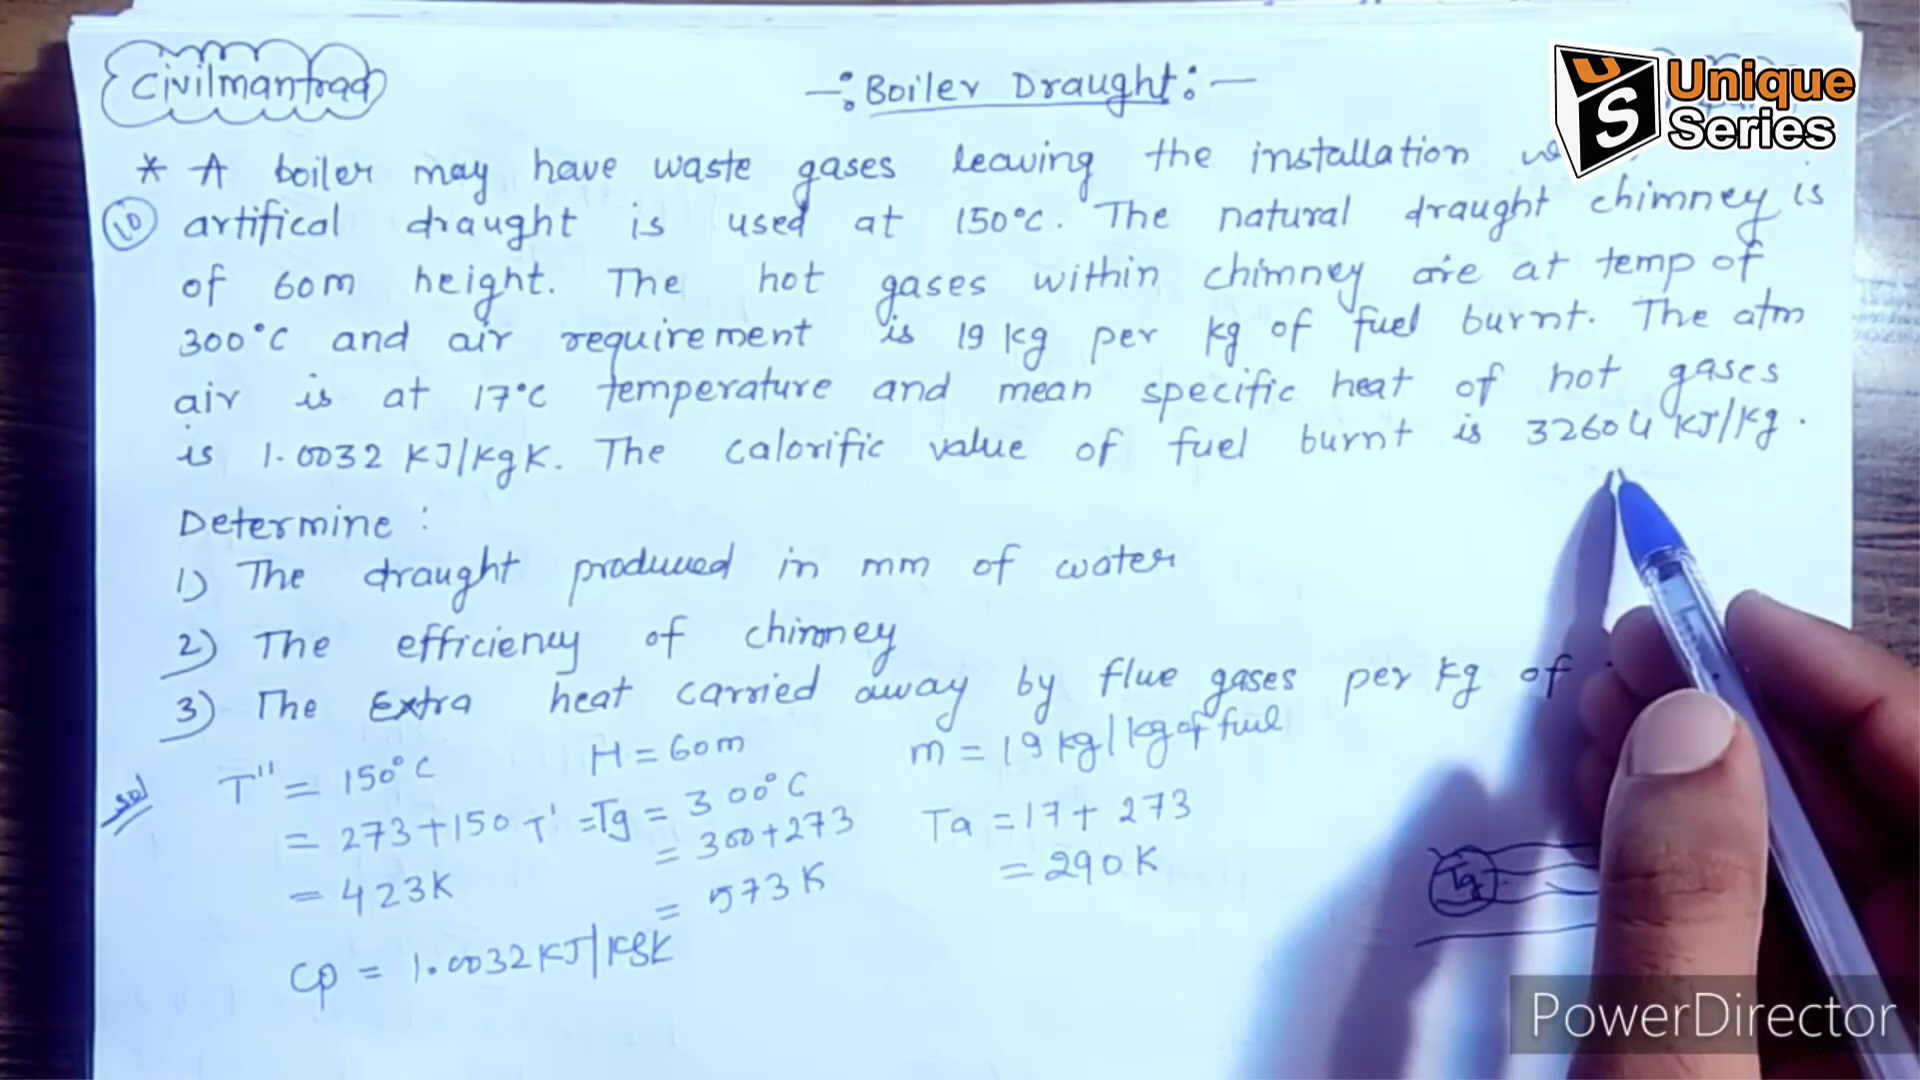 Civilmantraa
-:Boiler Draught:-
Unique
Series
US
* A boiler may have waste gases leaving the installation
10 artifical draught is used at 150°C. The natural draught chimney is
of 60m height. The hot gases within chimney are at temp of
300°C and air requirement is 19 kg per kg of fuel burnt. The atm
air is at 17°C temperature and mean specific heat of hot gases
is 1.0032 KJ/KgK. The calorific value of fuel burnt is 32604 KJ/Kg.
Determine :
1) The draught produced in mm of water
2) The efficiency of chimney
3) The Extra heat carried away by flue gases per kg of
Sol T'' = 150°C H = 60m m = 19 kg/kg of fuel
= 273+150 T' =Tg = 300°C Ta = 17+ 273
= 300+273
= 423K = 573 K = 290K
Tg
Cp = 1.0032 KJ/KgK
PowerDirector